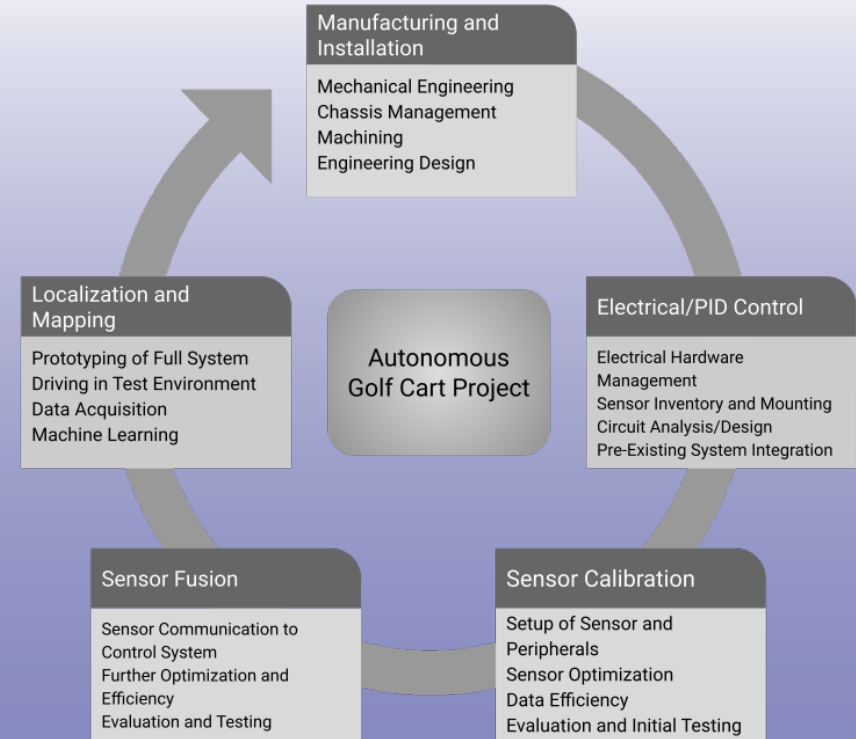 Manufacturing and
Installation
Mechanical Engineering
Chassis Management
Machining
Engineering Design
Electrical/PID Control
Electrical Hardware
Management
Sensor Inventory and Mounting
Circuit Analysis/Design
Pre-Existing System Integration
Sensor Calibration
Setup of Sensor and
Peripherals
Sensor Optimization
Data Efficiency
Evaluation and Initial Testing
Sensor Fusion
Sensor Communication to
Control System
Further Optimization and
Efficiency
Evaluation and Testing
Localization and
Mapping
Prototyping of Full System
Driving in Test Environment
Data Acquisition
Machine Learning
Autonomous
Golf Cart Project